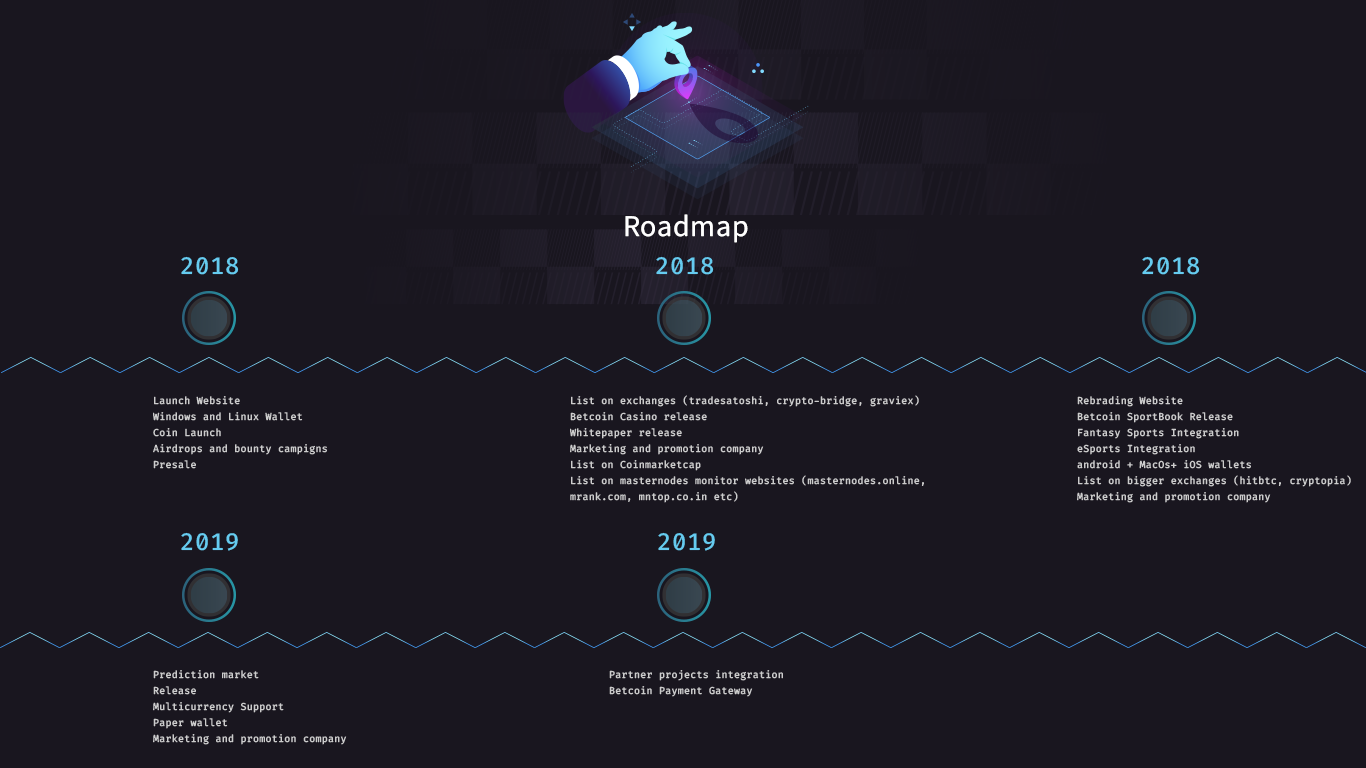 Roadmap
2018
Launch Website
Windows and Linux Wallet
Coin Launch
Airdrops and bounty campigns
Presale
2018
List on exchanges (tradesatoshi, crypto-bridge, graviex)
Betcoin Casino release
Whitepaper release
Marketing and promotion company
List on Coinmarketcap
List on masternodes monitor websites (masternodes.online,
mrank.com, mntop.co.in etc)
2018
Rebrading Website
Betcoin SportBook Release
Fantasy Sports Integration
eSports Integration
android + MacOs+ iOS wallets
List on bigger exchanges (hitbtc, cryptopia)
Marketing and promotion company
2019
Prediction market
Release
Multicurrency Support
Paper wallet
Marketing and promotion company
2019
Partner projects integration
Betcoin Payment Gateway